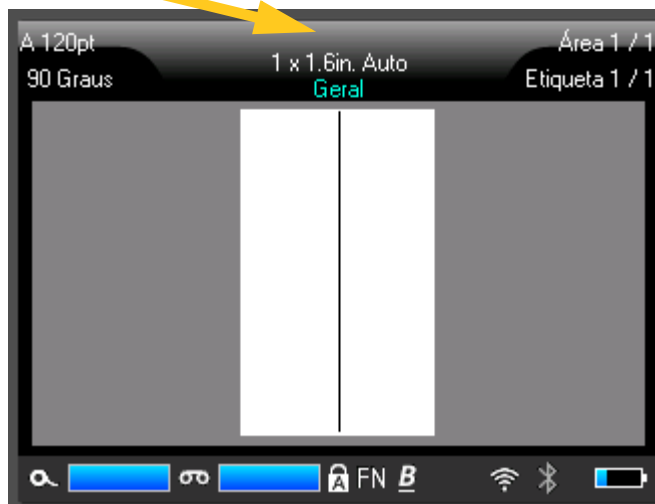 A 120pt
90 Graus
1 x 1.6in. Auto
Geral
Área 1 / 1
Etiqueta 1 / 1
A FN B